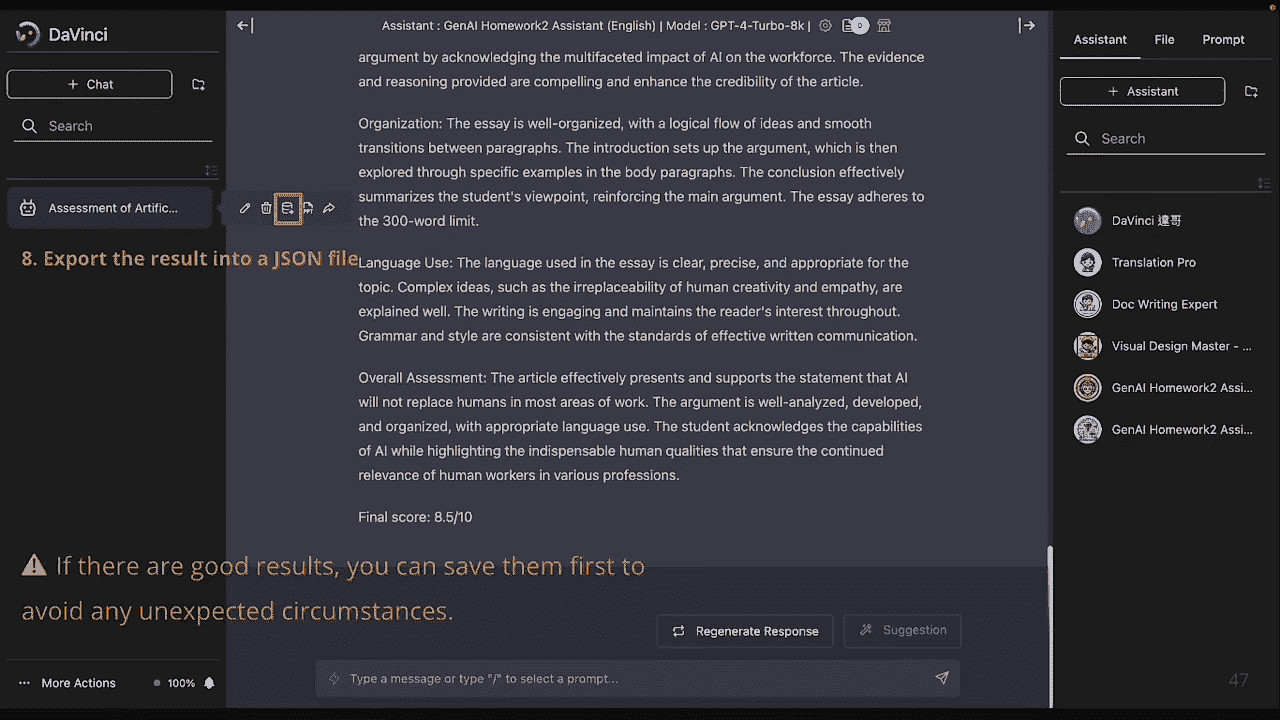 DaVinci
+ Chat
Search
Assessment of Artific...
8. Export the result into a JSON file
Assistant : GenAI Homework2 Assistant (English) | Model : GPT-4-Turbo-8k |
0
argument by acknowledging the multifaceted impact of AI on the workforce. The evidence
and reasoning provided are compelling and enhance the credibility of the article.
Organization: The essay is well-organized, with a logical flow of ideas and smooth
transitions between paragraphs. The introduction sets up the argument, which is then
explored through specific examples in the body paragraphs. The conclusion effectively
summarizes the student's viewpoint, reinforcing the main argument. The essay adheres to
the 300-word limit.
Language Use: The language used in the essay is clear, precise, and appropriate for the
topic. Complex ideas, such as the irreplaceability of human creativity and empathy, are
explained well. The writing is engaging and maintains the reader's interest throughout.
Grammar and style are consistent with the standards of effective written communication.
Overall Assessment: The article effectively presents and supports the statement that AI
will not replace humans in most areas of work. The argument is well-analyzed, developed,
and organized, with appropriate language use. The student acknowledges the capabilities
of AI while highlighting the indispensable human qualities that ensure the continued
relevance of human workers in various professions.
Final score: 8.5/10
⚠ If there are good results, you can save them first to
avoid any unexpected circumstances.
Regenerate Response
Suggestion
Type a message or type "/" to select a prompt...
... More Actions
100%
Assistant File Prompt
+ Assistant
Search
DaVinci 達哥
Translation Pro
Doc Writing Expert
Visual Design Master - ...
GenAI Homework2 Assi...
GenAI Homework2 Assi...
47